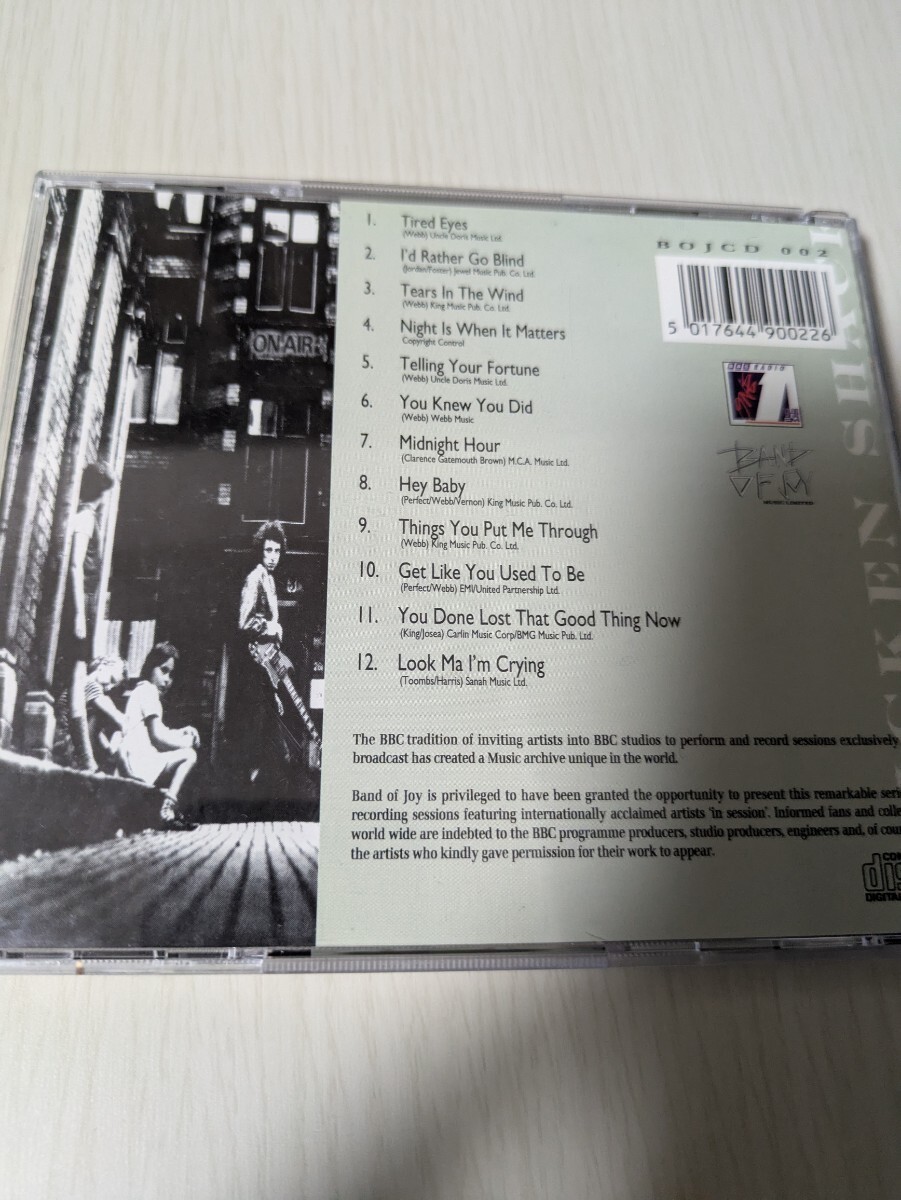 ON AIR
1. Tired Eyes
(Webb) Uncle Doris Music Ltd.
2. I'd Rather Go Blind
(Jordan/Foster) Jewel Music Pub. Co. Ltd.
3. Tears In The Wind
(Webb) King Music Pub. Co. Ltd.
4. Night Is When It Matters
Copyright Control
5. Telling Your Fortune
(Webb) Uncle Doris Music Ltd.
6. You Knew You Did
(Webb) Webb Music
7. Midnight Hour
(Clarence Gatemouth Brown) M.C.A. Music Ltd.
8. Hey Baby
(Perfect/Webb/Vernon) King Music Pub. Co. Ltd.
9. Things You Put Me Through
(Webb) King Music Pub. Co. Ltd.
10. Get Like You Used To Be
(Perfect/Webb) EMI/United Partnership Ltd.
11. You Done Lost That Good Thing Now
(King/Josea) Carlin Music Corp/BMG Music Pub. Ltd.
12. Look Ma I'm Crying
(Toombs/Harris) Sanah Music Ltd.
BOJCD 002
5 017644 900226
BBC RADIO
1
BAND
OF JOY
MUSIC LIMITED
CKEN SHAC
The BBC tradition of inviting artists into BBC studios to perform and record sessions exclusively
broadcast has created a Music archive unique in the world.
Band of Joy is privileged to have been granted the opportunity to present this remarkable seri
recording sessions featuring internationally acclaimed artists 'in session'. Informed fans and colle
world wide are indebted to the BBC programme producers, studio producers, engineers and, of cou
the artists who kindly gave permission for their work to appear.
COM
dis
DIGITA